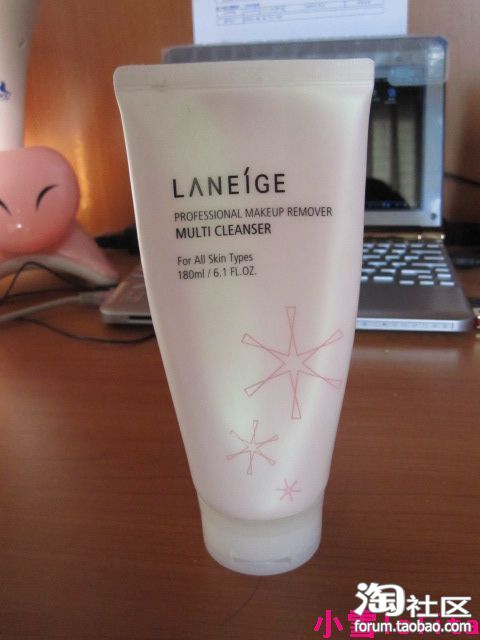 LANEÍGE
PROFESSIONAL MAKEUP REMOVER
MULTI CLEANSER
For All Skin Types
180ml / 6.1 FL.OZ.
淘社区
forum.taobao.com